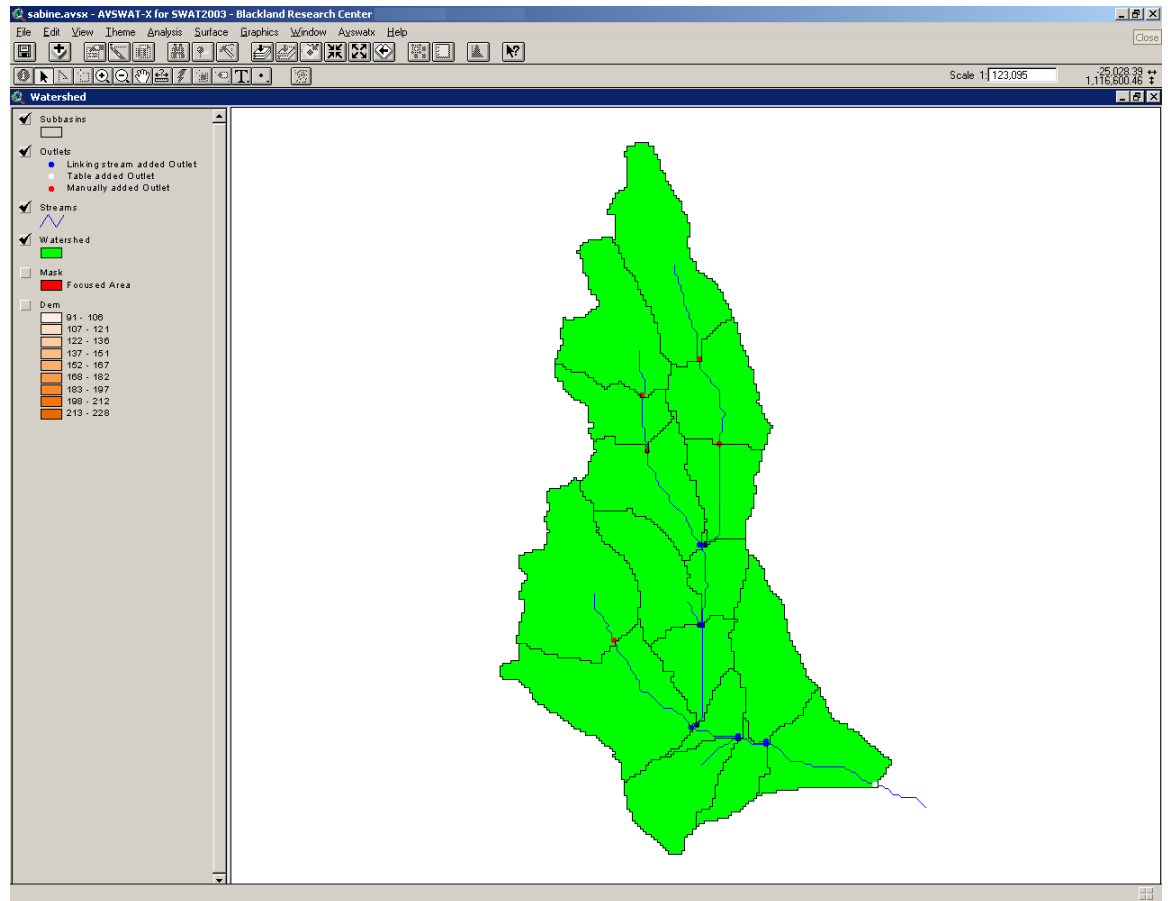 sabine.avsx - AVSWAT-X for SWAT2003 - Blackland Research Center
File Edit View Theme Analysis Surface Graphics Window Avswatx Help
Close
T
Scale 1: 123,095
-25,028.39
1,116,600.46
Watershed
Subbasins
Outlets
Linking stream added Outlet
Table added Outlet
Manually added Outlet
Streams
Watershed
Mask
Focused Area
Dem
91 - 106
107 - 121
122 - 136
137 - 151
152 - 167
168 - 182
183 - 197
198 - 212
213 - 228